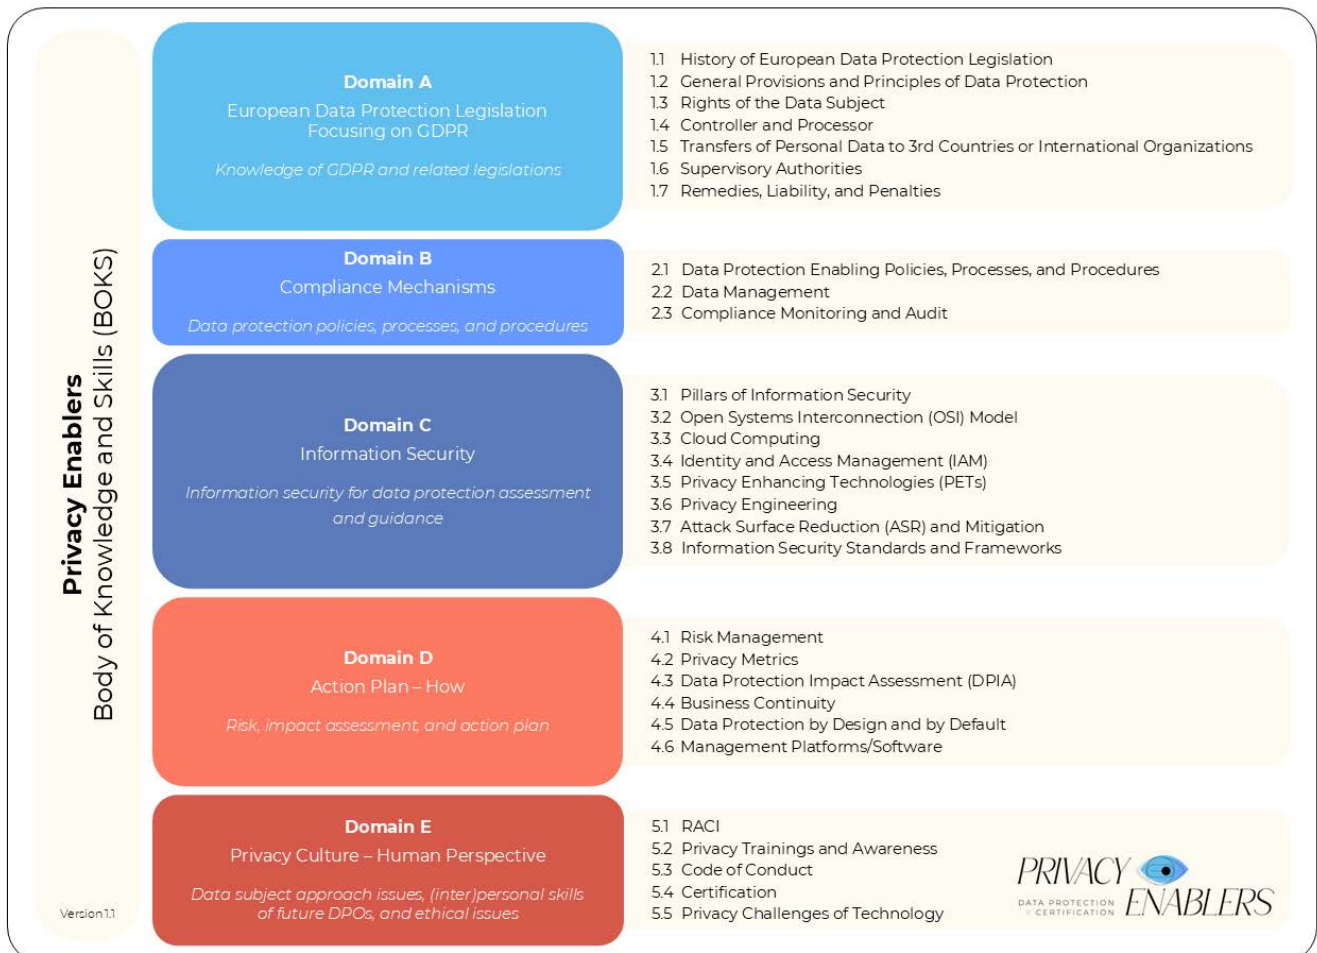 Privacy Enablers
Body of Knowledge and Skills (BOKS)
Version 1.1
Domain A
European Data Protection Legislation
Focusing on GDPR
Knowledge of GDPR and related legislations
1.1 History of European Data Protection Legislation
1.2 General Provisions and Principles of Data Protection
1.3 Rights of the Data Subject
1.4 Controller and Processor
1.5 Transfers of Personal Data to 3rd Countries or International Organizations
1.6 Supervisory Authorities
1.7 Remedies, Liability, and Penalties
Domain B
Compliance Mechanisms
Data protection policies, processes, and procedures
2.1 Data Protection Enabling Policies, Processes, and Procedures
2.2 Data Management
2.3 Compliance Monitoring and Audit
Domain C
Information Security
Information security for data protection assessment
and guidance
3.1 Pillars of Information Security
3.2 Open Systems Interconnection (OSI) Model
3.3 Cloud Computing
3.4 Identity and Access Management (IAM)
3.5 Privacy Enhancing Technologies (PETs)
3.6 Privacy Engineering
3.7 Attack Surface Reduction (ASR) and Mitigation
3.8 Information Security Standards and Frameworks
Domain D
Action Plan – How
Risk, impact assessment, and action plan
4.1 Risk Management
4.2 Privacy Metrics
4.3 Data Protection Impact Assessment (DPIA)
4.4 Business Continuity
4.5 Data Protection by Design and by Default
4.6 Management Platforms/Software
Domain E
Privacy Culture – Human Perspective
Data subject approach issues, (inter)personal skills
of future DPOs, and ethical issues
5.1 RACI
5.2 Privacy Trainings and Awareness
5.3 Code of Conduct
5.4 Certification
5.5 Privacy Challenges of Technology
PRIVACY
ENABLERS
DATA PROTECTION
CERTIFICATION